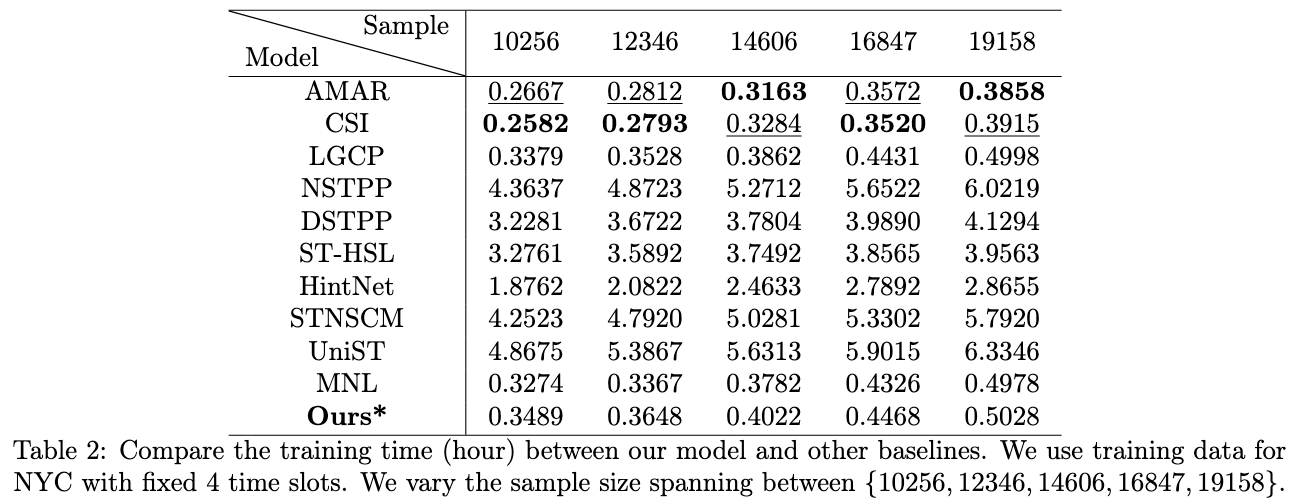 Sample
Model
10256 12346 14606 16847 19158
AMAR 0.2667 0.2812 0.3163 0.3572 0.3858
CSI 0.2582 0.2793 0.3284 0.3520 0.3915
LGCP 0.3379 0.3528 0.3862 0.4431 0.4998
NSTPP 4.3637 4.8723 5.2712 5.6522 6.0219
DSTPP 3.2281 3.6722 3.7804 3.9890 4.1294
ST-HSL 3.2761 3.5892 3.7492 3.8565 3.9563
HintNet 1.8762 2.0822 2.4633 2.7892 2.8655
STNSCM 4.2523 4.7920 5.0281 5.3302 5.7920
UniST 4.8675 5.3867 5.6313 5.9015 6.3346
MNL 0.3274 0.3367 0.3782 0.4326 0.4978
Ours* 0.3489 0.3648 0.4022 0.4468 0.5028
Table 2: Compare the training time (hour) between our model and other baselines. We use training data for
NYC with fixed 4 time slots. We vary the sample size spanning between {10256, 12346, 14606, 16847, 19158}.